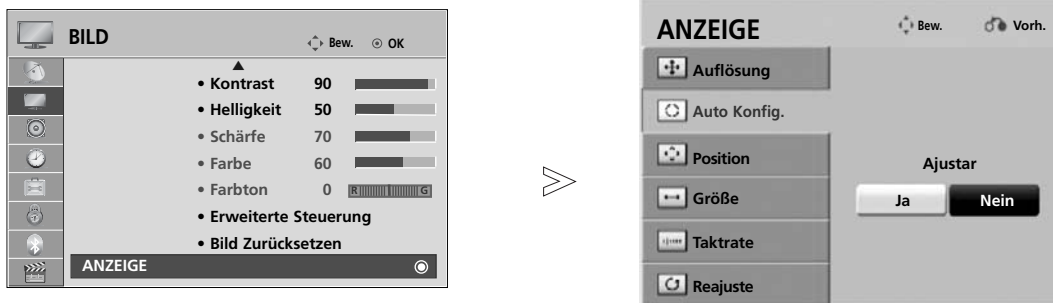 BILD
Bew. OK
• Kontrast 90
• Helligkeit 50
• Schärfe 70
• Farbe 60
• Farbton 0 R G
• Erweiterte Steuerung
• Bild Zurücksetzen
ANZEIGE
ANZEIGE
Bew. Vorh.
Auflösung
Auto Konfig.
Position
Größe
Taktrate
Reajuste
Ajustar
Ja Nein